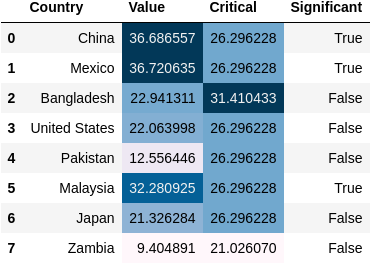 Country Value Critical Significant
0 China 36.686557 26.296228 True
1 Mexico 36.720635 26.296228 True
2 Bangladesh 22.941311 31.410433 False
3 United States 22.063998 26.296228 False
4 Pakistan 12.556446 26.296228 False
5 Malaysia 32.280925 26.296228 True
6 Japan 21.326284 26.296228 False
7 Zambia 9.404891 21.026070 False